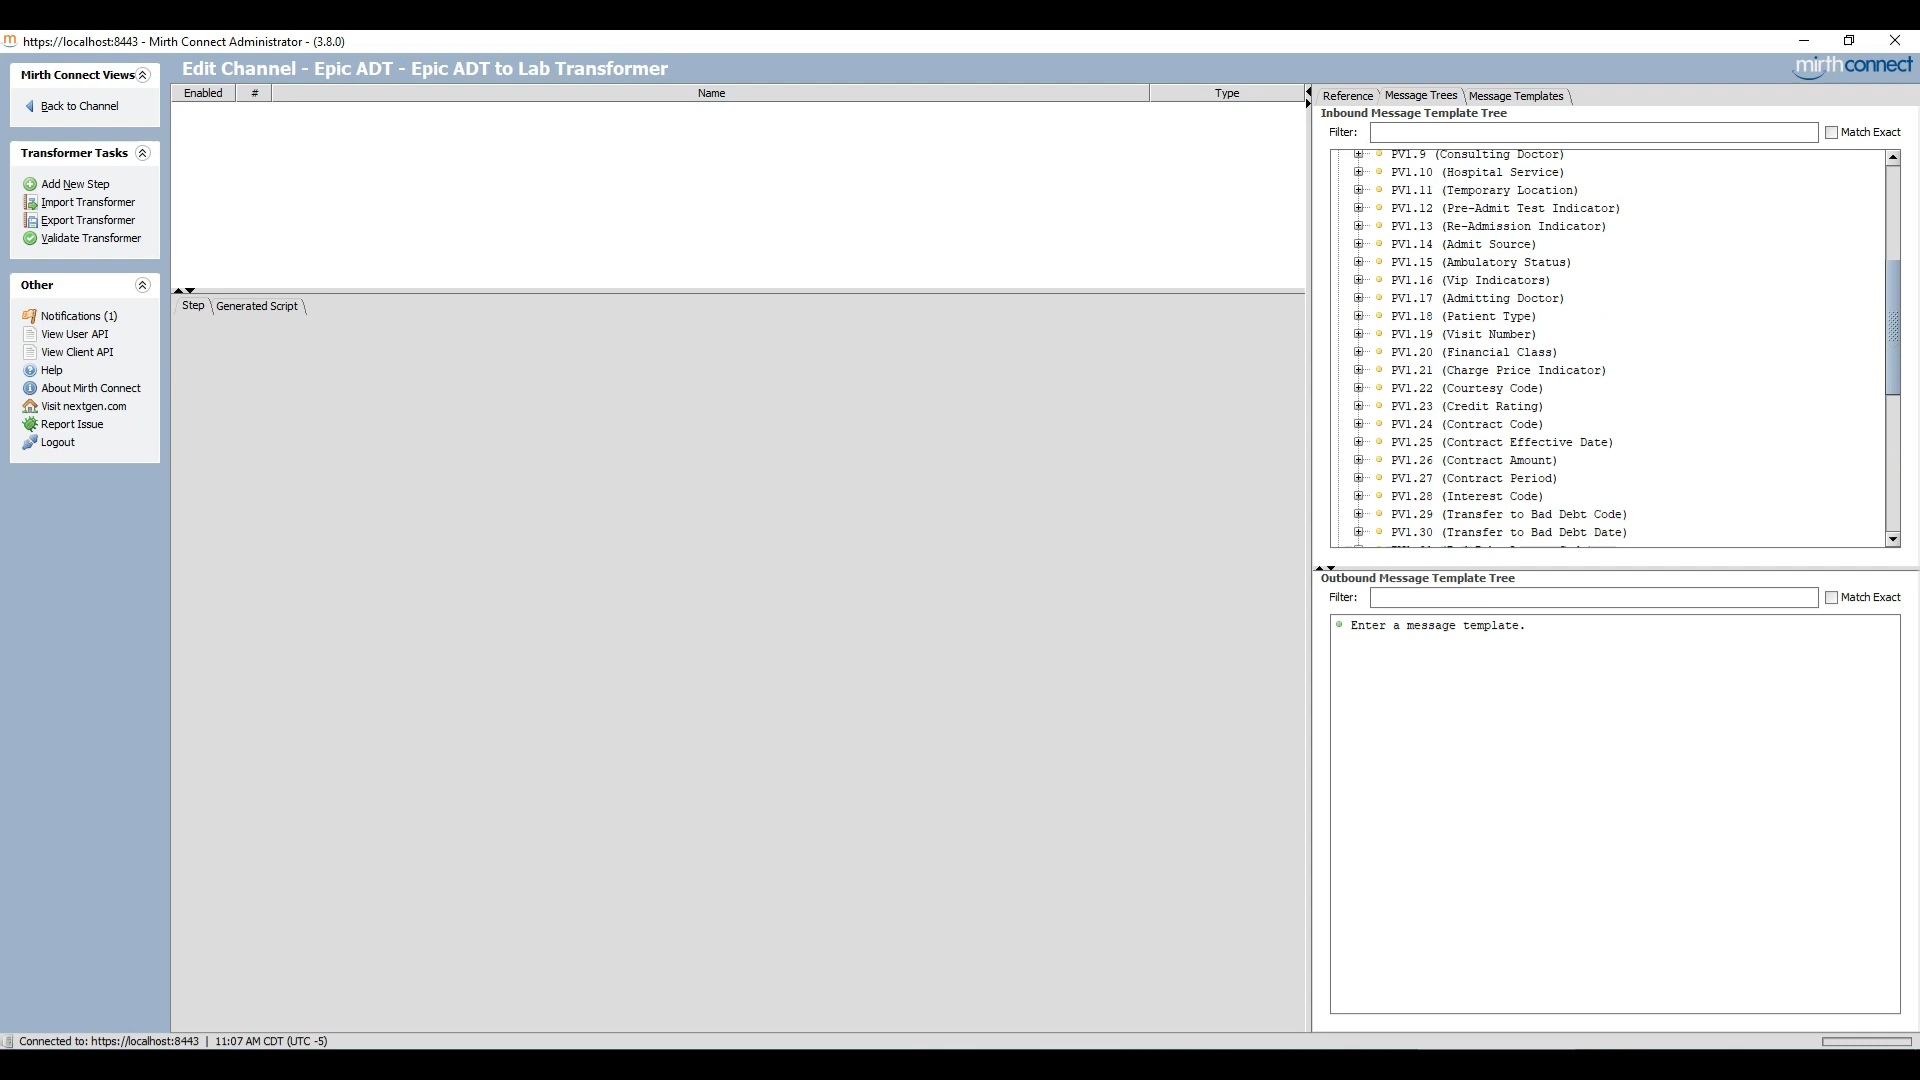 https://localhost:8443 - Mirth Connect Administrator - (3.8.0)
Mirth Connect Views
Back to Channel
Transformer Tasks
Add New Step
Import Transformer
Export Transformer
Validate Transformer
Other
Notifications (1)
View User API
View Client API
Help
About Mirth Connect
Visit nextgen.com
Report Issue
Logout
Edit Channel - Epic ADT - Epic ADT to Lab Transformer
mirthconnect
Enabled # Name Type
Step Generated Script
Reference Message Trees Message Templates
Inbound Message Template Tree
Filter: Match Exact
PV1.9 (Consulting Doctor)
PV1.10 (Hospital Service)
PV1.11 (Temporary Location)
PV1.12 (Pre-Admit Test Indicator)
PV1.13 (Re-Admission Indicator)
PV1.14 (Admit Source)
PV1.15 (Ambulatory Status)
PV1.16 (Vip Indicators)
PV1.17 (Admitting Doctor)
PV1.18 (Patient Type)
PV1.19 (Visit Number)
PV1.20 (Financial Class)
PV1.21 (Charge Price Indicator)
PV1.22 (Courtesy Code)
PV1.23 (Credit Rating)
PV1.24 (Contract Code)
PV1.25 (Contract Effective Date)
PV1.26 (Contract Amount)
PV1.27 (Contract Period)
PV1.28 (Interest Code)
PV1.29 (Transfer to Bad Debt Code)
PV1.30 (Transfer to Bad Debt Date)
Outbound Message Template Tree
Filter: Match Exact
Enter a message template.
Connected to: https://localhost:8443 | 11:07 AM CDT (UTC -5)